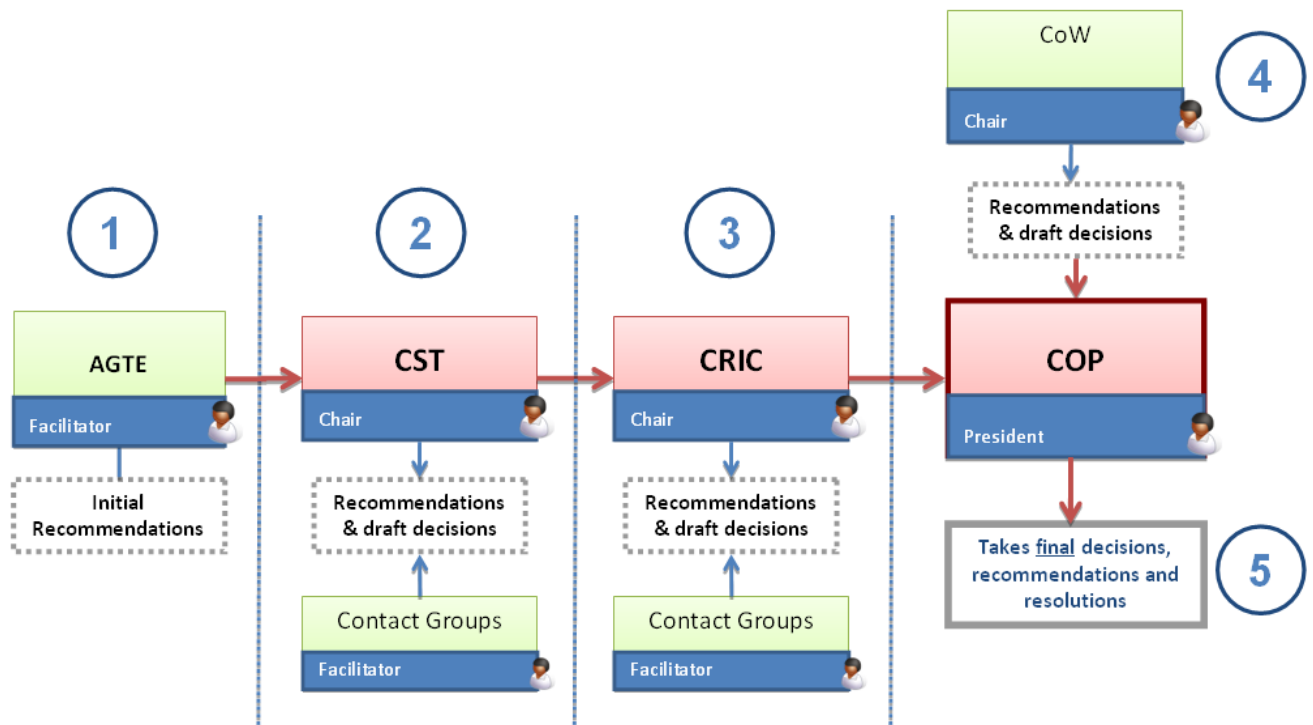 1
AGTE
Facilitator
Initial
Recommendations
2
CST
Chair
Recommendations
& draft decisions
Contact Groups
Facilitator
3
CRIC
Chair
Recommendations
& draft decisions
Contact Groups
Facilitator
CoW
4
Chair
Recommendations
& draft decisions
COP
President
Takes final decisions,
recommendations and
resolutions
5